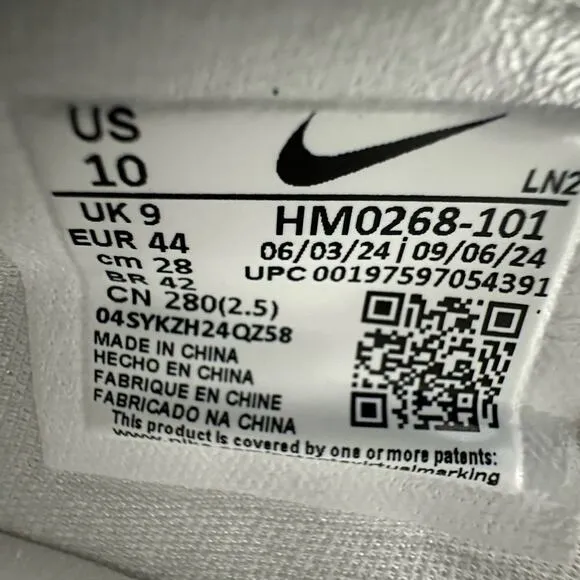 US
10
LN2
UK 9
HM0268-101
EUR 44
06/03/24 | 09/06/24
cm 28
UPC 00197597054391
BR 42
CN 280(2.5)
04SYKZH24QZ58
MADE IN CHINA
HECHO EN CHINA
FABRIQUE EN CHINE
FABRICADO NA CHINA
This product is covered by one or more patents: